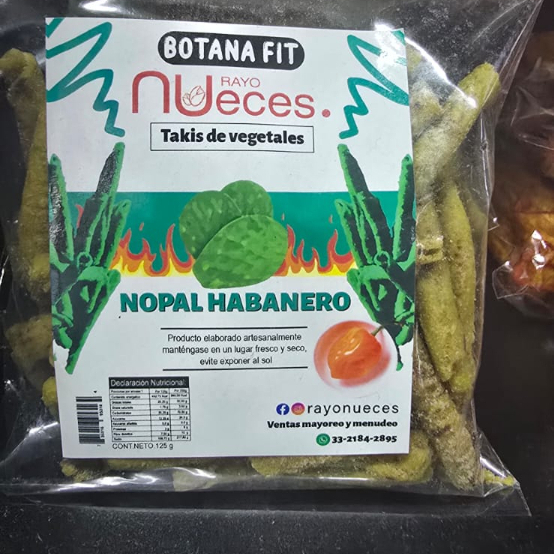 BOTANA FIT
RAYO
nueces.
Takis de vegetales
NOPAL HABANERO
Producto elaborado artesanalmente
manténgase en un lugar fresco y seco,
evite exponer al sol
Declaración Nutricional:
CONT.NETO.125 g
@rayonueces
Ventas mayoreo y menudeo
33-2184-2895